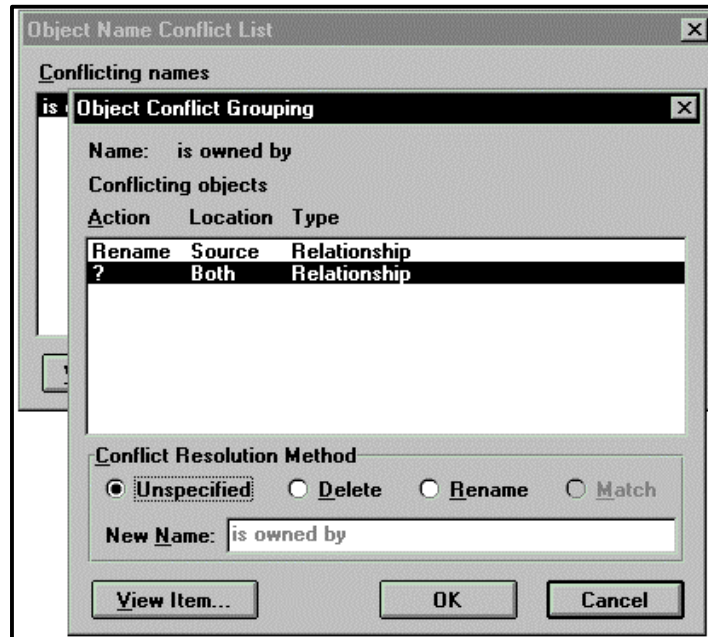 Object Name Conflict List
Conflicting names
is
Object Conflict Grouping
Name: is owned by
Conflicting objects
Action Location Type
Rename Source Relationship
? Both Relationship
Conflict Resolution Method
Unspecified Delete Rename Match
New Name: is owned by
View Item... OK Cancel